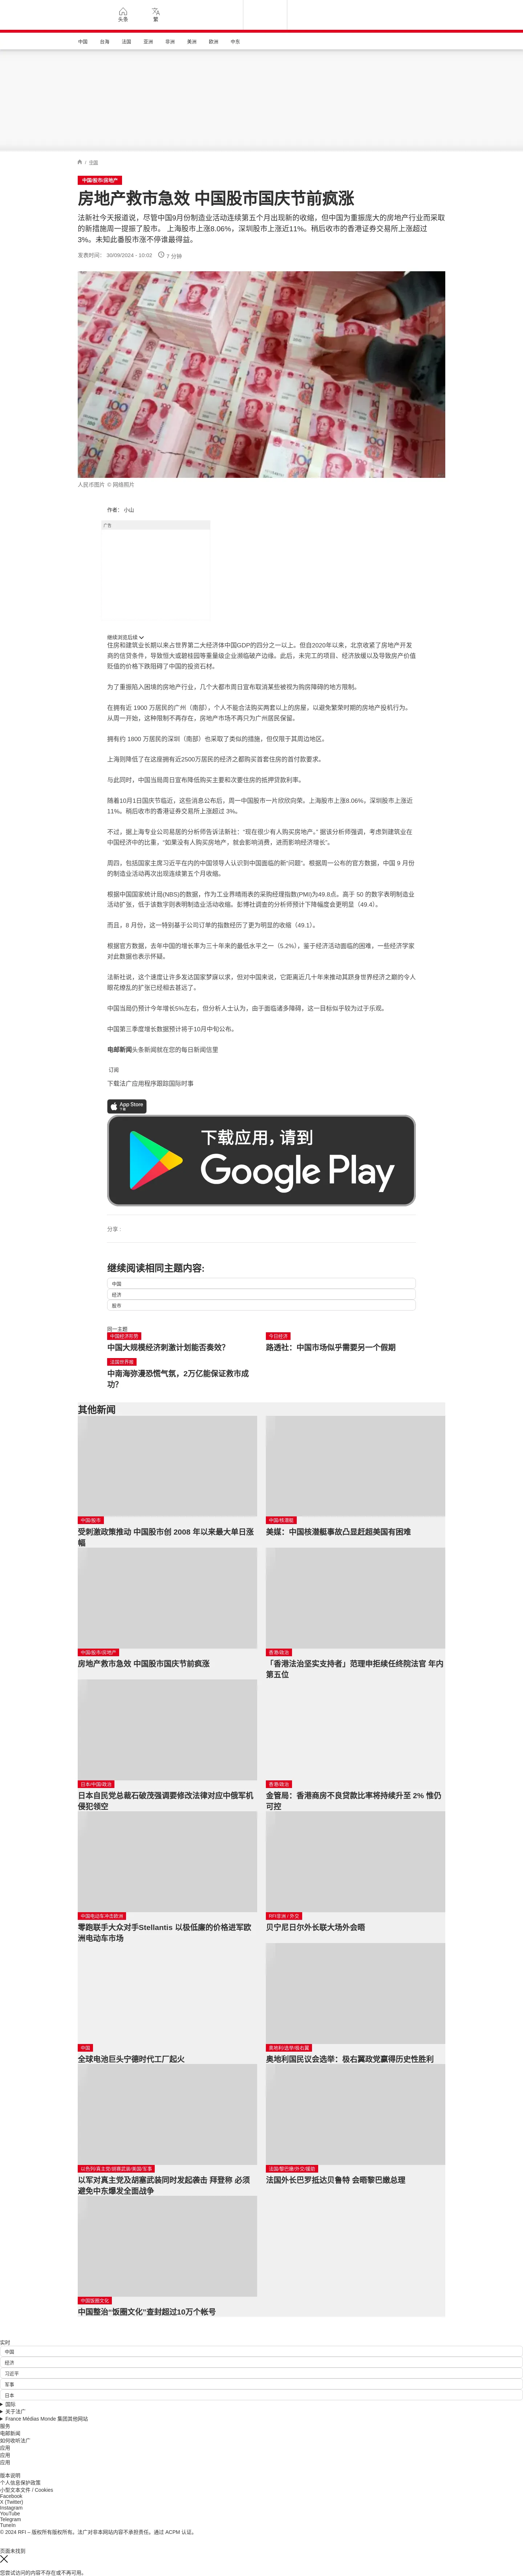 头条
繁
中国
台海
法国
亚洲
非洲
美洲
欧洲
中东
/ 中国
中国/股市/房地产
房地产救市急效 中国股市国庆节前疯涨
法新社今天报道说，尽管中国9月份制造业活动连续第五个月出现新的收缩，但中国为重振庞大的房地产行业而采取
的新措施周一提振了股市。 上海股市上涨8.06%，深圳股市上涨近11%。稍后收市的香港证券交易所上涨超过
3%。未知此番股市涨不停谁最得益。
发表时间： 30/09/2024 - 10:02
7 分钟
人民币图片 © 网络照片
作者： 小山
广告
继续浏览后续
住房和建筑业长期以来占世界第二大经济体中国GDP的四分之一以上。但自2020年以来，北京收紧了房地产开发
商的信贷条件，导致恒大或碧桂园等重量级企业濒临破产边缘。此后，未完工的项目、经济放缓以及导致房产价值
贬值的价格下跌阻碍了中国的投资石材。
为了重振陷入困境的房地产行业，几个大都市周日宣布取消某些被视为购房障碍的地方限制。
在拥有近 1900 万居民的广州（南部），个人不能合法购买两套以上的房屋，以避免繁荣时期的房地产投机行为。
从周一开始，这种限制不再存在，房地产市场不再只为广州居民保留。
拥有约 1800 万居民的深圳（南部）也采取了类似的措施，但仅限于其周边地区。
上海则降低了在这座拥有近2500万居民的经济之都购买首套住房的首付款要求。
与此同时，中国当局周日宣布降低购买主要和次要住房的抵押贷款利率。
随着10月1日国庆节临近，这些消息公布后，周一中国股市一片欣欣向荣。上海股市上涨8.06%，深圳股市上涨近
11%。稍后收市的香港证券交易所上涨超过 3%。
不过，据上海专业公司易居的分析师告诉法新社：“现在很少有人购买房地产。” 据该分析师强调，考虑到建筑业在
中国经济中的比重，“如果没有人购买房地产，就会影响消费，进而影响经济增长”。
周四，包括国家主席习近平在内的中国领导人认识到中国面临的新“问题”。根据周一公布的官方数据，中国 9 月份
的制造业活动再次出现连续第五个月收缩。
根据中国国家统计局(NBS)的数据，作为工业界晴雨表的采购经理指数(PMI)为49.8点。高于 50 的数字表明制造业
活动扩张，低于该数字则表明制造业活动收缩。彭博社调查的分析师预计下降幅度会更明显（49.4）。
而且，8 月份，这一特别基于公司订单的指数经历了更为明显的收缩（49.1）。
根据官方数据，去年中国的增长率为三十年来的最低水平之一（5.2%），鉴于经济活动面临的困难，一些经济学家
对此数据也表示怀疑。
法新社说，这个速度让许多发达国家梦寐以求，但对中国来说，它距离近几十年来推动其跻身世界经济之巅的令人
眼花缭乱的扩张已经相去甚远了。
中国当局仍预计今年增长5%左右，但分析人士认为，由于面临诸多障碍，这一目标似乎较为过于乐观。
中国第三季度增长数据预计将于10月中旬公布。
电邮新闻头条新闻就在您的每日新闻信里
订阅
下载法广应用程序跟踪国际时事
App Store
下载
下载应用，请到
Google Play
分享 :
继续阅读相同主题内容:
中国
经济
股市
同一主题
中国经济形势
中国大规模经济刺激计划能否奏效？
今日经济
路透社：中国市场似乎需要另一个假期
法国世界报
中南海弥漫恐慌气氛，2万亿能保证救市成
功？
其他新闻
中国/股市
受刺激政策推动 中国股市创 2008 年以来最大单日涨
幅
中国/核潜艇
美媒：中国核潜艇事故凸显赶超美国有困难
中国/股市/房地产
房地产救市急效 中国股市国庆节前疯涨
香港/政治
「香港法治坚实支持者」范理申拒续任终院法官 年内
第五位
日本/中国/政治
日本自民党总裁石破茂强调要修改法律对应中俄军机
侵犯领空
香港/政治
金管局：香港商房不良贷款比率将持续升至 2% 惟仍
可控
中国电动车冲击欧洲
零跑联手大众对手Stellantis 以极低廉的价格进军欧
洲电动车市场
RFI非洲 / 外交
贝宁尼日尔外长联大场外会晤
中国
全球电池巨头宁德时代工厂起火
奥地利/选举/极右翼
奥地利国民议会选举：极右翼政党赢得历史性胜利
以色列/真主党/胡塞武装/美国/军事
以军对真主党及胡塞武装同时发起袭击 拜登称 必须
避免中东爆发全面战争
法国/黎巴嫩/外交/援助
法国外长巴罗抵达贝鲁特 会晤黎巴嫩总理
中国饭圈文化
中国整治“饭圈文化”查封超过10万个帐号
实时
中国
经济
习近平
军事
日本
国际
关于法广
France Médias Monde 集团其他网站
服务
电邮新闻
如何收听法广
应用
应用
应用
版本说明
个人信息保护政策
小型文本文件 / Cookies
Facebook
X (Twitter)
Instagram
YouTube
Telegram
TuneIn
© 2024 RFI – 版权所有版权所有。法广对非本网站内容不承担责任。通过 ACPM 认证。
页面未找到
您尝试访问的内容不存在或不再可用。